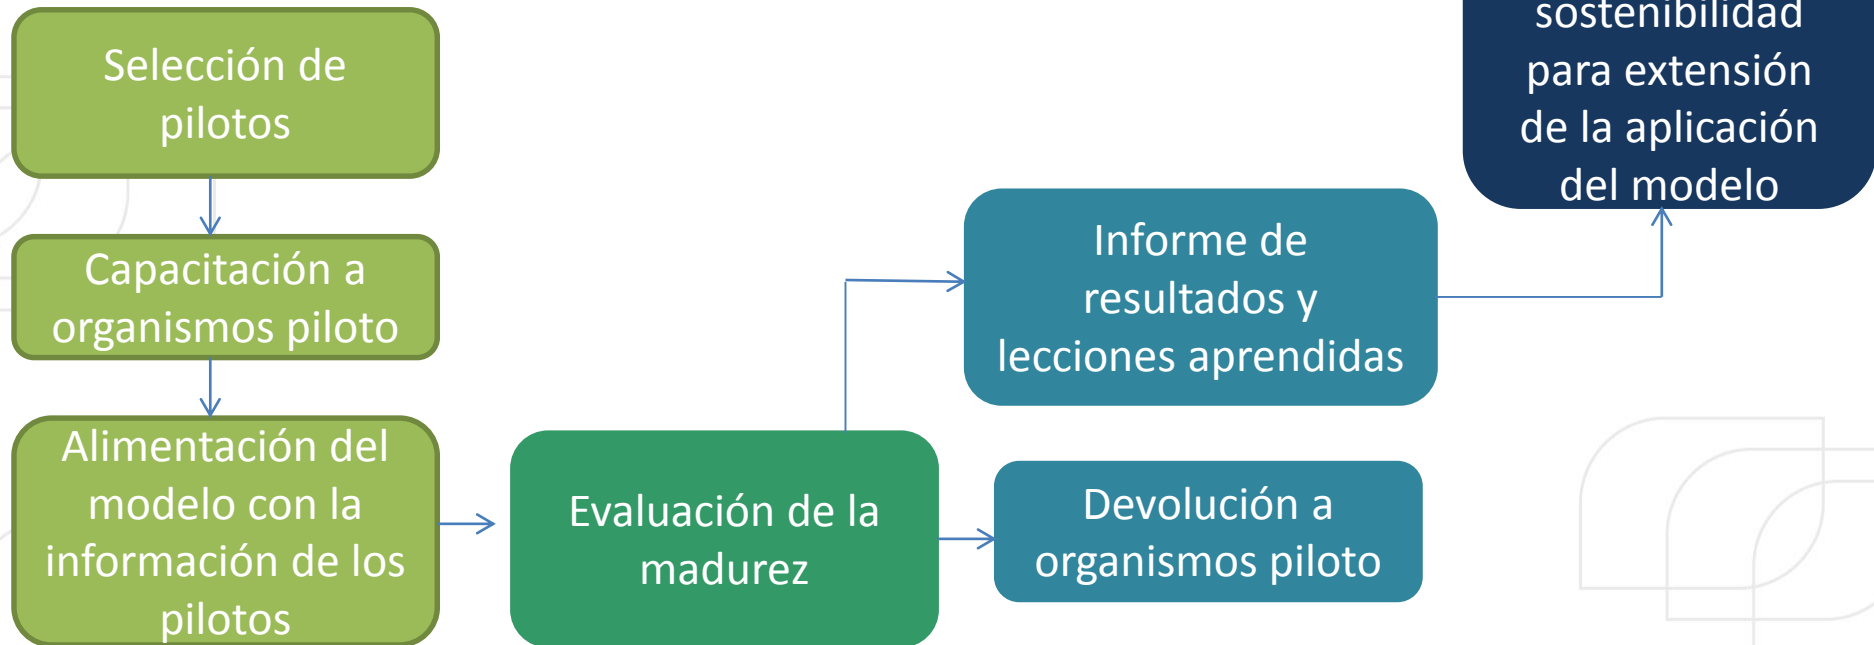 Selección de
pilotos
Capacitación a
organismos piloto
Alimentación del
modelo con la
información de los
pilotos
Evaluación de la
madurez
Informe de
resultados y
lecciones aprendidas
Devolución a
organismos piloto
sostenibilidad
para extensión
de la aplicación
del modelo